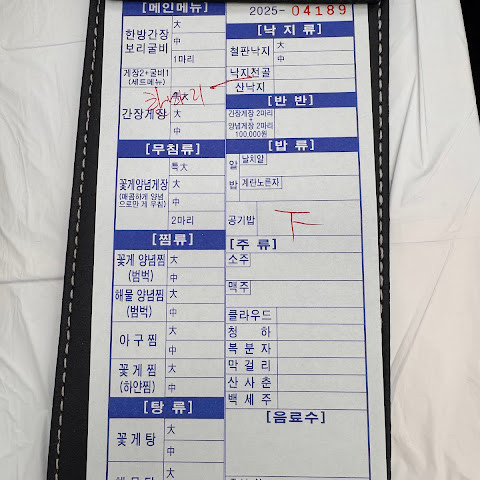 2025- 04189
[메인메뉴]
한방간장
보리굴비
大
中
1마리
게장2+굴비1
(세트메뉴)
간장게장
특大
大
中
[무침류]
꽃게양념게장
(매콤하게 양념
으로만 게 무침)
특大
大
中
2마리
[찜류]
꽃게 양념찜
(범벅)
大
中
해물 양념찜
(범벅)
大
中
아구찜
大
中
꽃게찜
(하얀찜)
大
中
[탕 류]
꽃게탕
大
中
大
[낙지류]
철판낙지
大
中
낙지전골
산낙지
[반 반]
간장게장 2마리
+
양념게장 2마리
100,000원
[밥 류]
알
밥
날치알
계란노른자
공기밥
[주 류]
소주
맥주
클라우드
청 하
복분자
막걸리
산사춘
백세주
[음료수]